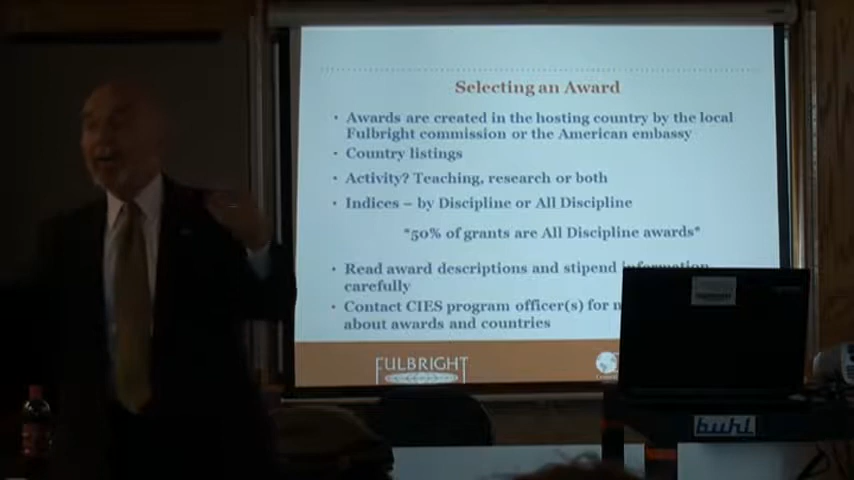 Selecting an Award
• Awards are created in the hosting country by the local
Fulbright commission or the American embassy
• Country listings
• Activity? Teaching, research or both
• Indices – by Discipline or All Discipline
*50% of grants are All Discipline awards*
• Read award descriptions and stipend information
carefully
• Contact CIES program officer(s) for
about awards and countries
FULBRIGHT
buhl